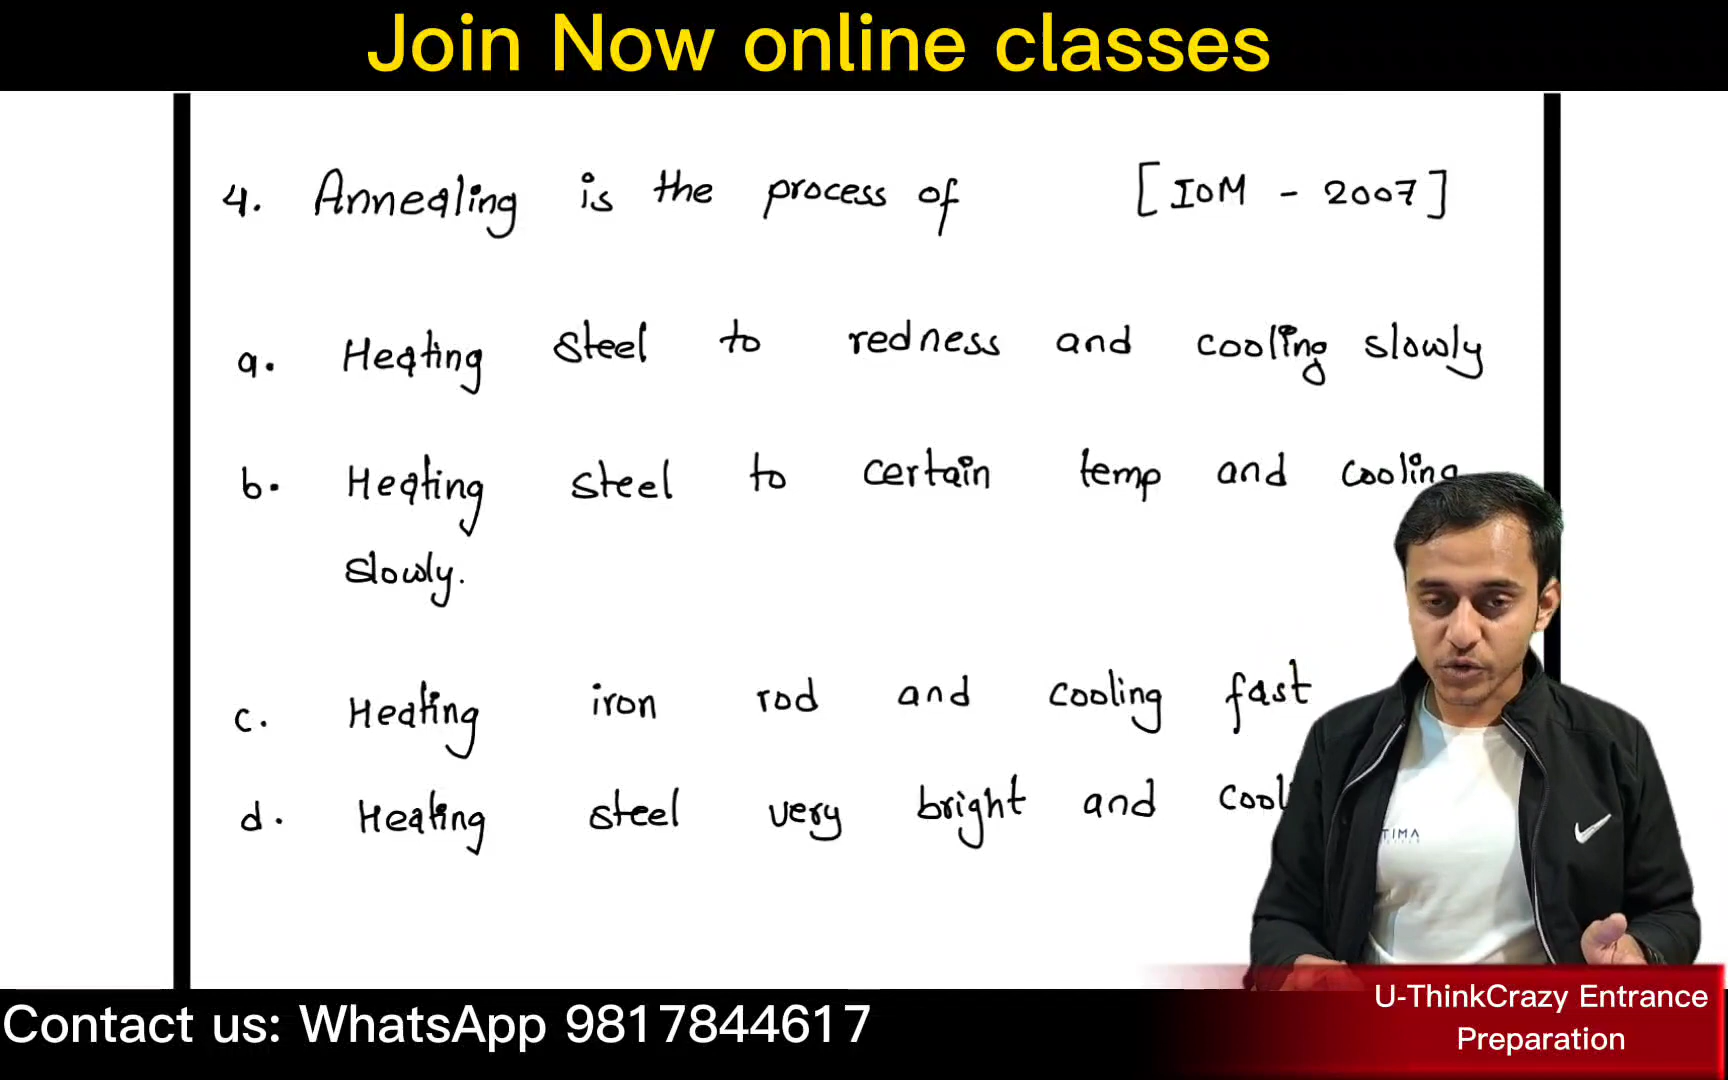 Join Now online classes
4. Annealing is the process of [IOM - 2007]
a. Heating steel to redness and cooling slowly
b. Heating steel to certain temp and cooling
slowly.
c. Heating iron rod and cooling fast
d. Heating steel very bright and
TIMA
Contact us: WhatsApp 9817844617
U-ThinkCrazy Entrance
Preparation